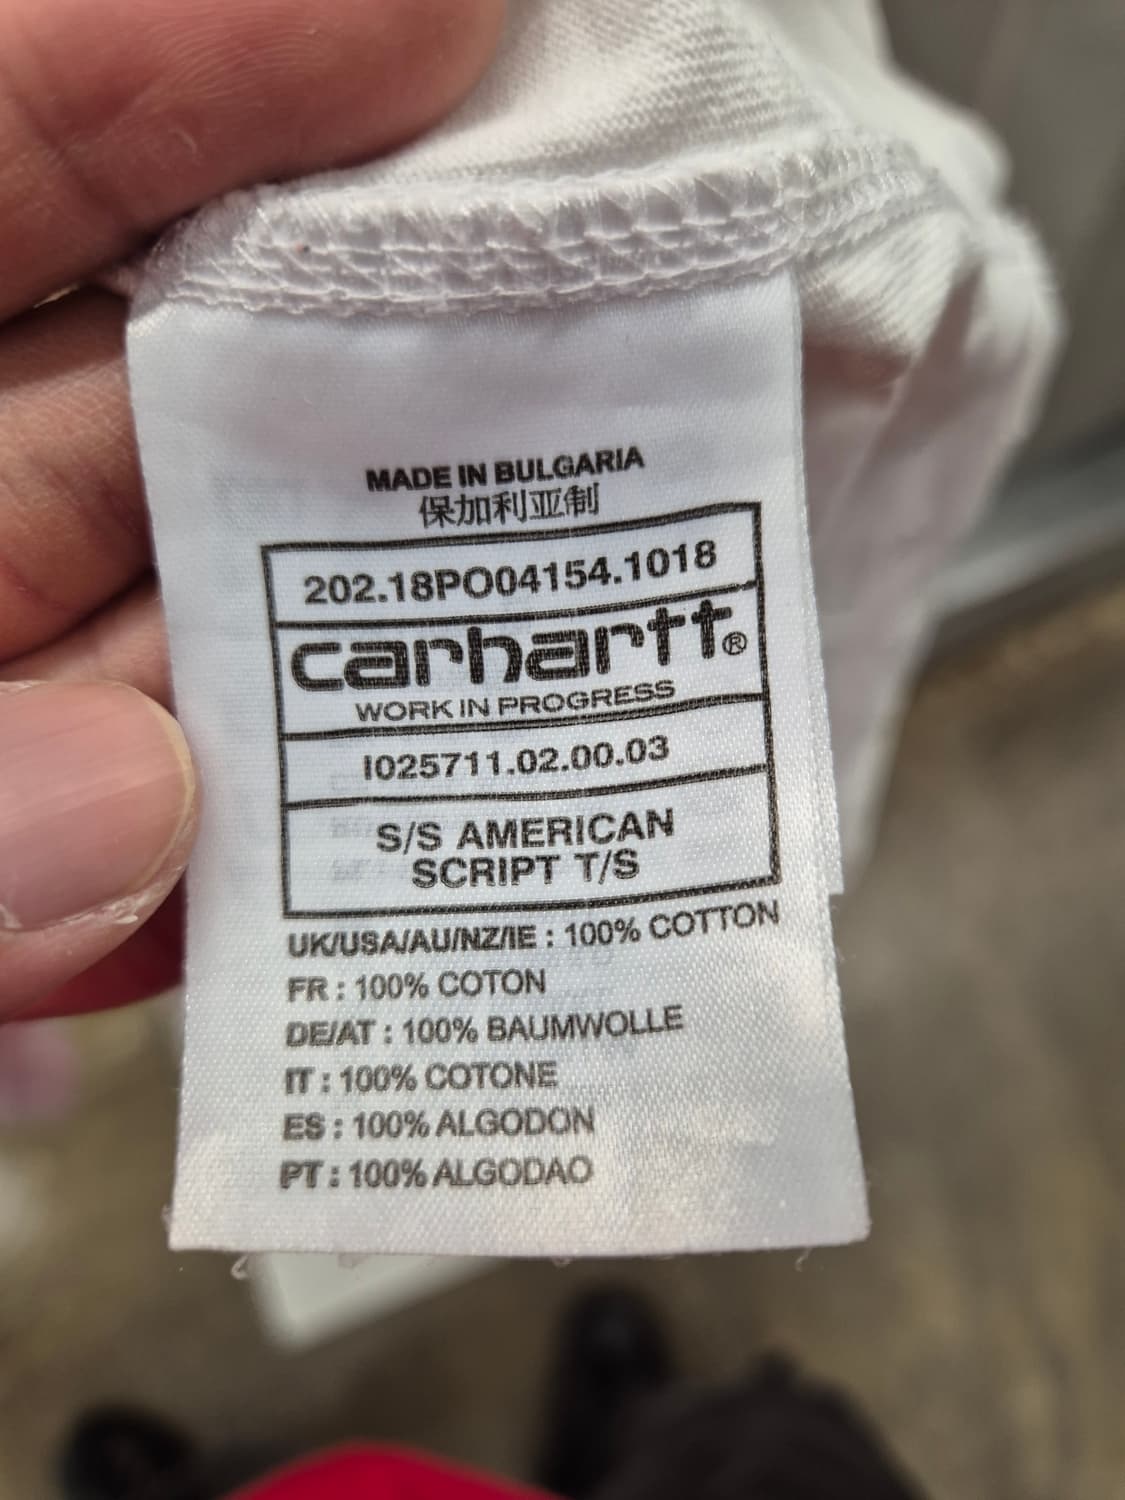 MADE IN BULGARIA
保加利亚制
202.18PO04154.1018
carhartt®
WORK IN PROGRESS
I025711.02.00.03
S/S AMERICAN
SCRIPT T/S
UK/USA/AU/NZ/IE : 100% COTTON
FR : 100% COTON
DE/AT : 100% BAUMWOLLE
IT : 100% COTONE
ES : 100% ALGODON
PT : 100% ALGODAO